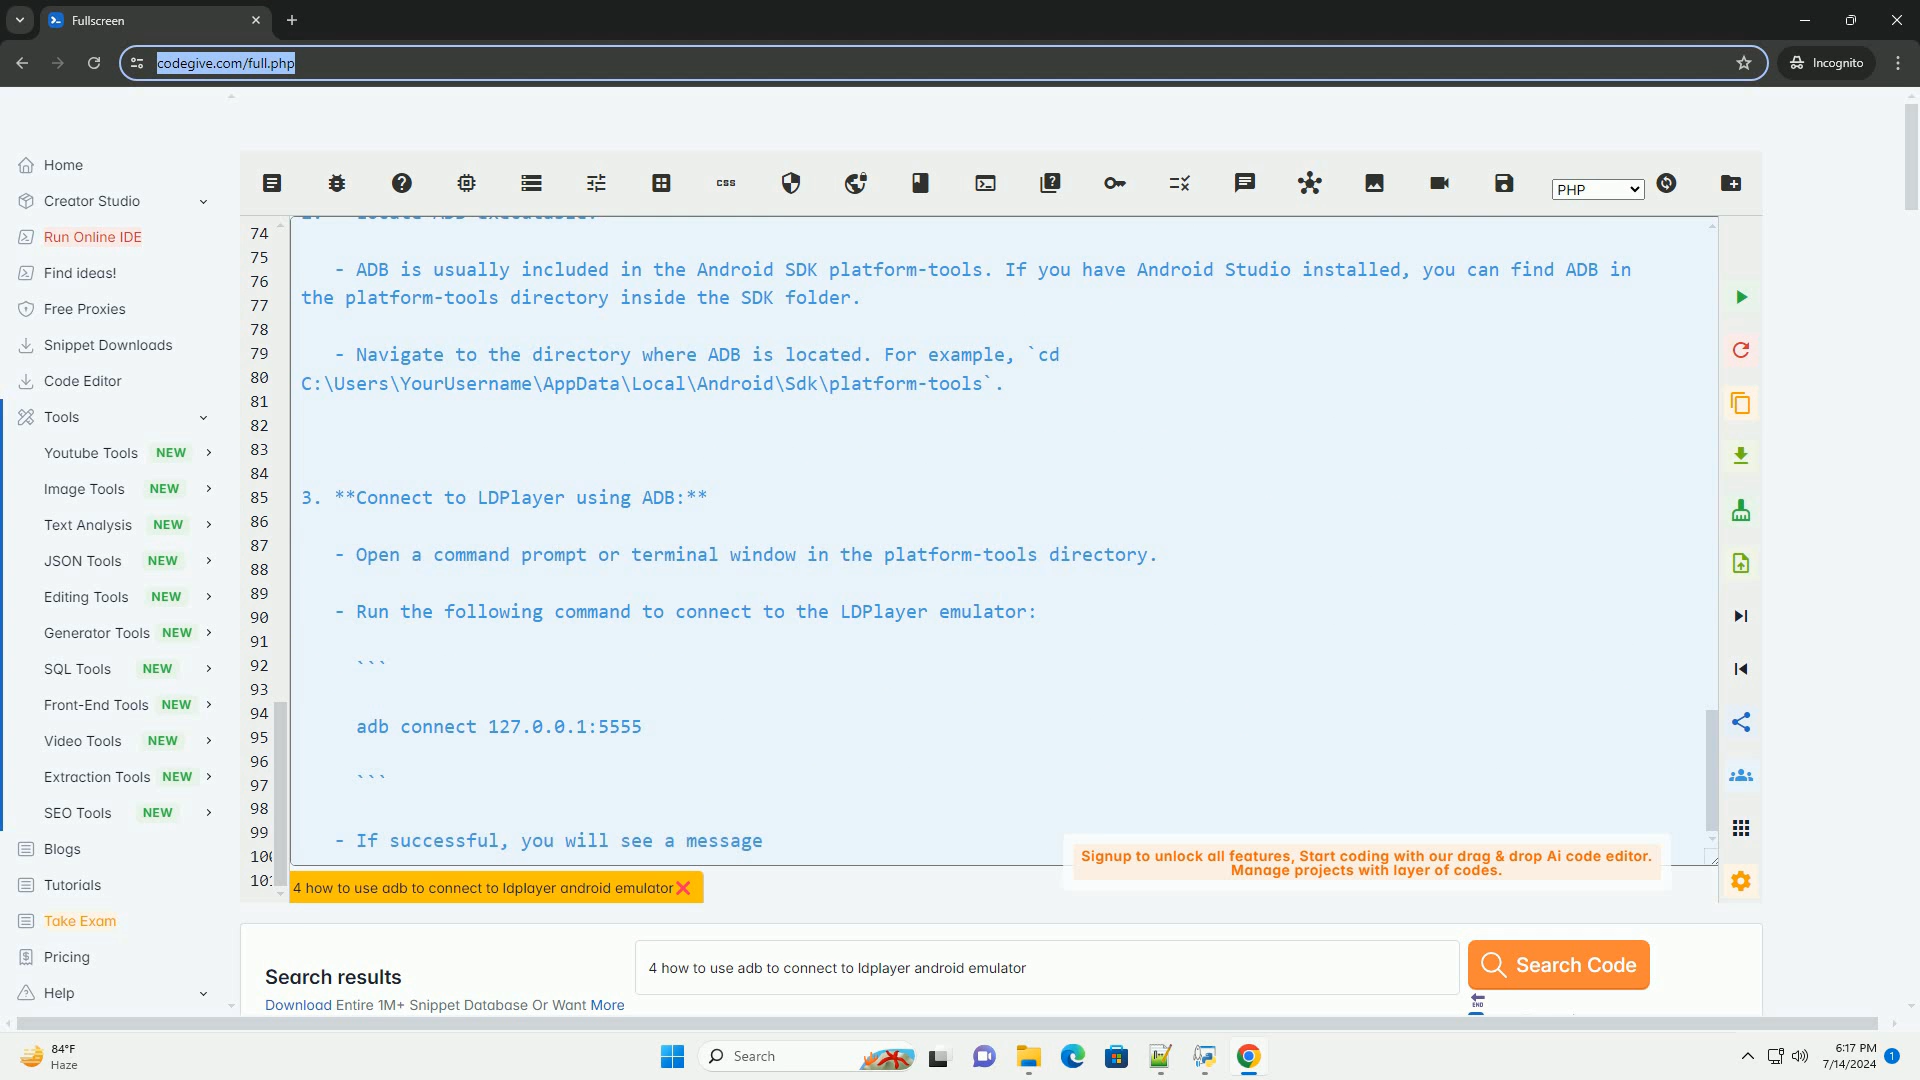 Fullscreen
codegive.com/full.php
Incognito
Home
Creator Studio
Run Online IDE
Find ideas!
Free Proxies
Snippet Downloads
Code Editor
Tools
Youtube Tools NEW
Image Tools NEW
Text Analysis NEW
JSON Tools NEW
Editing Tools NEW
Generator Tools NEW
SQL Tools NEW
Front-End Tools NEW
Video Tools NEW
Extraction Tools NEW
SEO Tools NEW
Blogs
Tutorials
Take Exam
Pricing
Help
css
PHP
74
75
76
77
78
79
80
81
82
83
84
85
86
87
88
89
90
91
92
93
94
95
96
97
98
99
- ADB is usually included in the Android SDK platform-tools. If you have Android Studio installed, you can find ADB in
the platform-tools directory inside the SDK folder.
- Navigate to the directory where ADB is located. For example, `cd
C:\Users\YourUsername\AppData\Local\Android\Sdk\platform-tools`.
3. **Connect to LDPlayer using ADB:**
- Open a command prompt or terminal window in the platform-tools directory.
- Run the following command to connect to the LDPlayer emulator:
```
adb connect 127.0.0.1:5555
```
- If successful, you will see a message
Signup to unlock all features, Start coding with our drag & drop Ai code editor.
Manage projects with layer of codes.
4 how to use adb to connect to ldplayer android emulator
Search results
4 how to use adb to connect to ldplayer android emulator
Search Code
Download Entire 1M+ Snippet Database Or Want More
END
84°F
Haze
Search
6:17 PM
7/14/2024
1